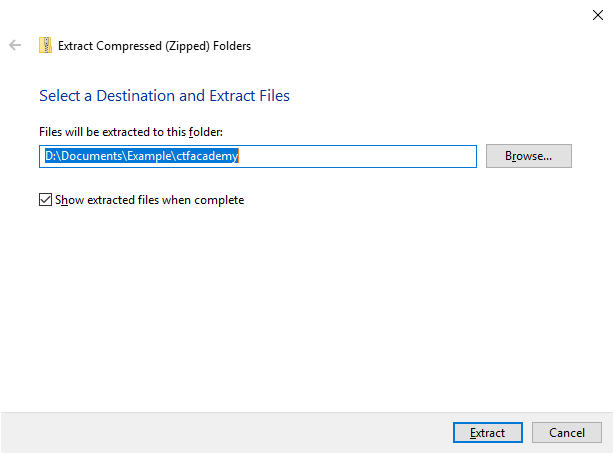 Extract Compressed (Zipped) Folders
Select a Destination and Extract Files
Files will be extracted to this folder:
D:\Documents\Example\ctfacademy
Browse...
Show extracted files when complete
Extract
Cancel